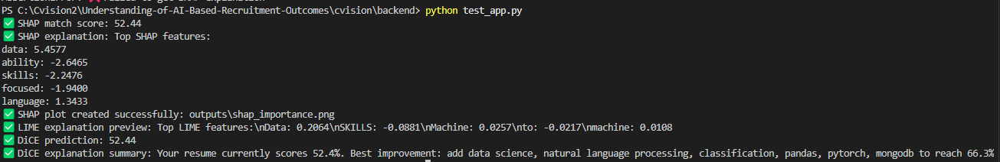 PS C:\Cvision2\Understanding-of-AI-Based-Recruitment-Outcomes\cvision\backend> python test_app.py
✅ SHAP match score: 52.44
✅ SHAP explanation: Top SHAP features:
data: 5.4577
ability: -2.6465
skills: -2.2476
focused: -1.9400
language: 1.3433
✅ SHAP plot created successfully: outputs\shap_importance.png
✅ LIME explanation preview: Top LIME features:\nData: 0.2064\nSKILLS: -0.0881\nMachine: 0.0257\nto: -0.0217\nmachine: 0.0108
✅ DiCE prediction: 52.44
✅ DiCE explanation summary: Your resume currently scores 52.4%. Best improvement: add data science, natural language processing, classification, pandas, pytorch, mongodb to reach 66.3%